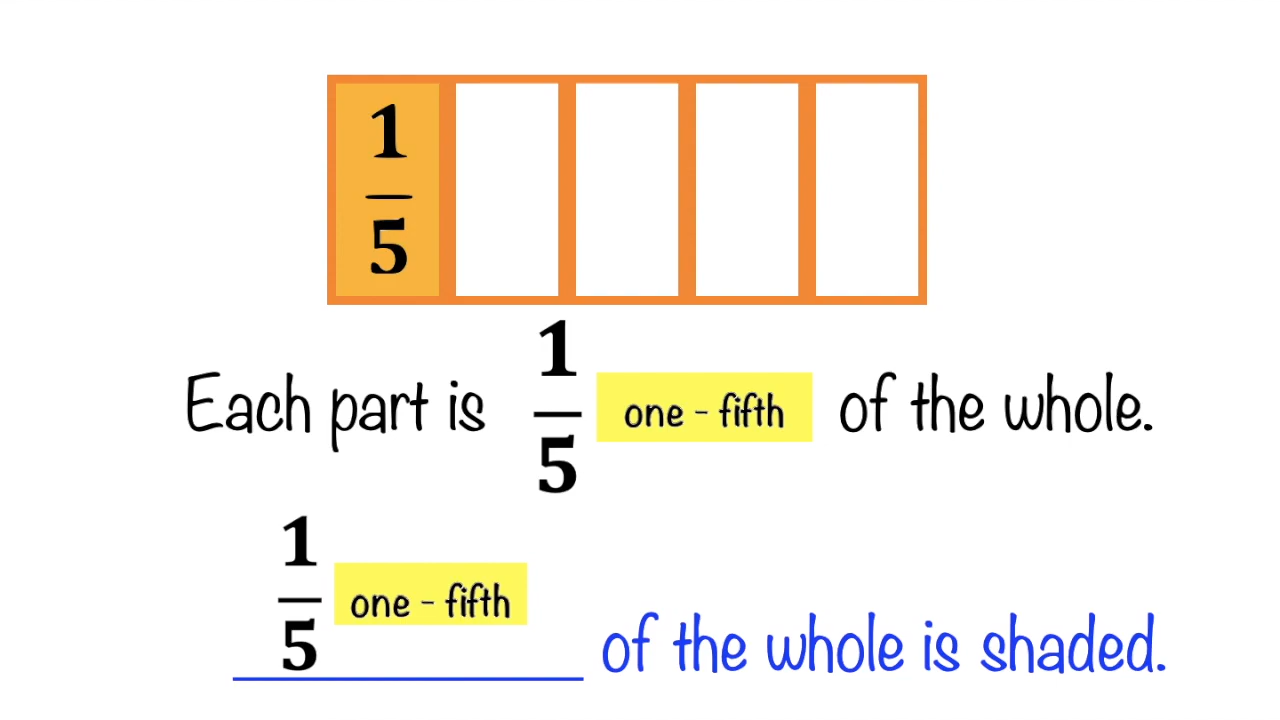 1
5
Each part is 1/5 one - fifth of the whole.
1/5 one - fifth of the whole is shaded.